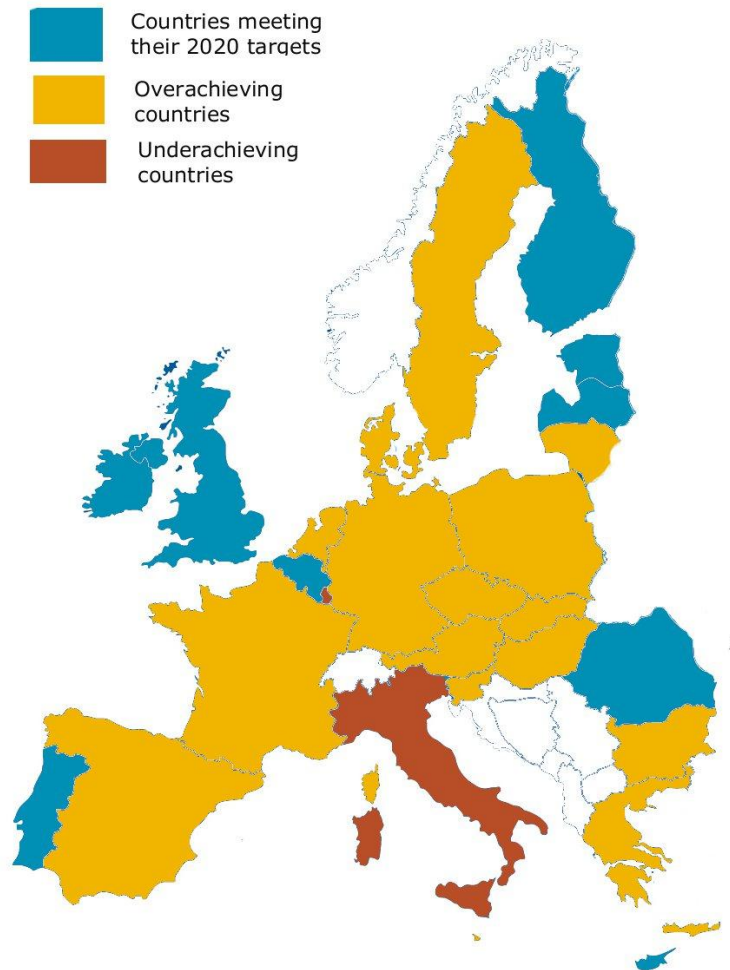 Countries meeting
their 2020 targets
Overachieving
countries
Underachieving
countries